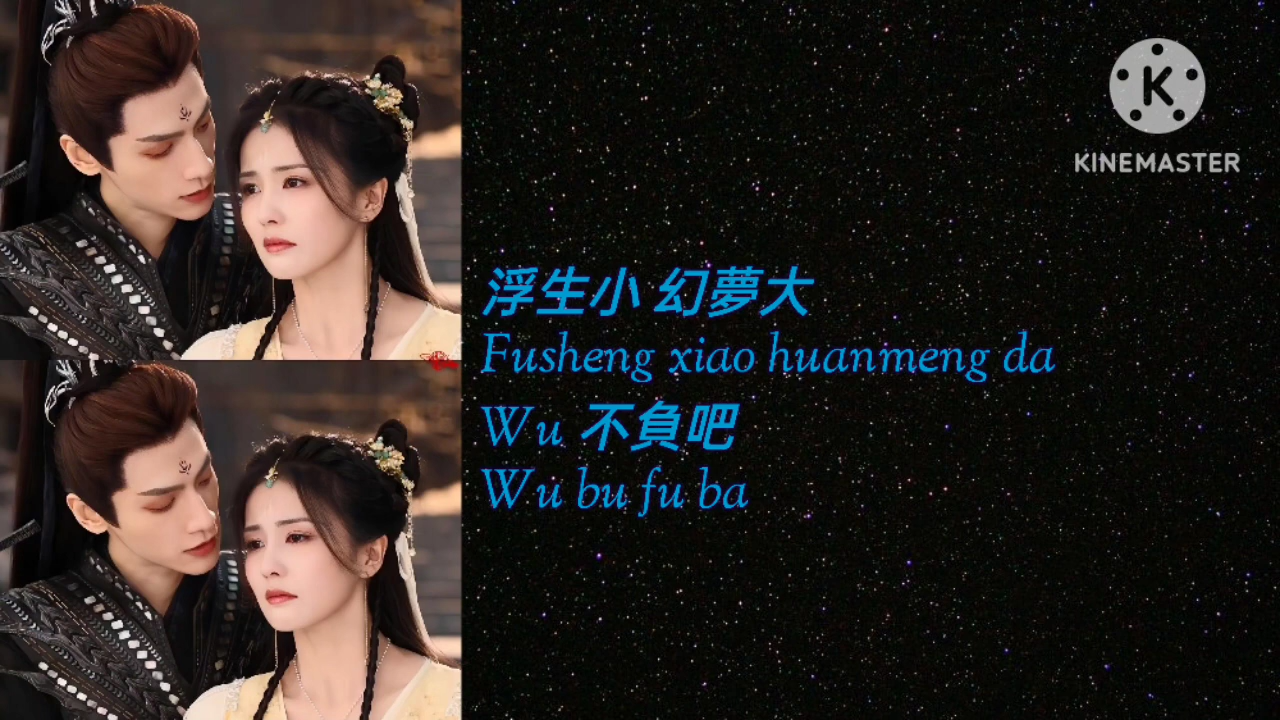 浮生小 幻夢大
Fusheng xiao huanmeng da
Wu 不負吧
Wu bu fu ba
K
KINEMASTER